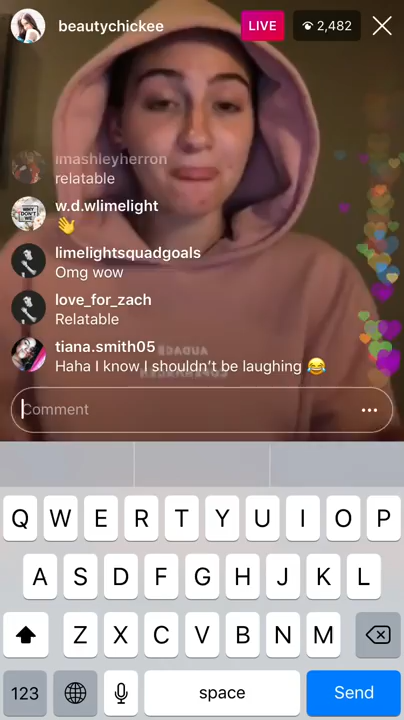 beautychickee
LIVE
2,482
imashleyherron
relatable
w.d.wlimelight
👋
limelightsquadgoals
Omg wow
love_for_zach
Relatable
tiana.smith05
Haha I know I shouldn't be laughing 😂
Comment
Q W E R T Y U I O P
A S D F G H J K L
Z X C V B N M
123
space
Send